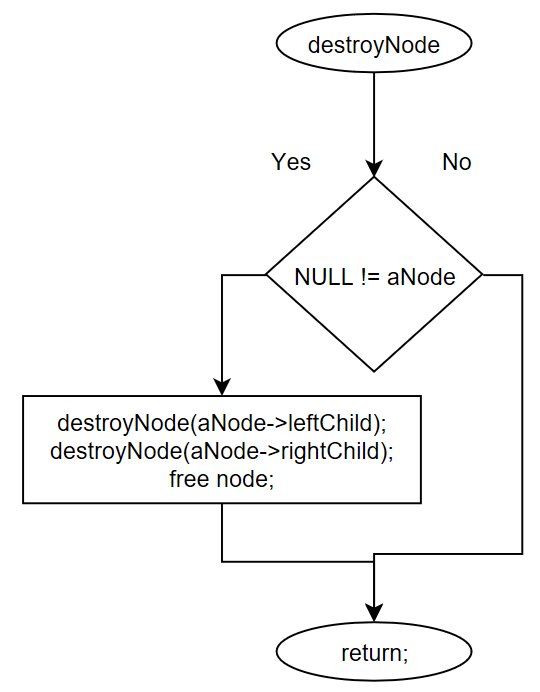 destroyNode
Yes
No
NULL != aNode
destroyNode(aNode->leftChild);
destroyNode(aNode->rightChild);
free node;
return;